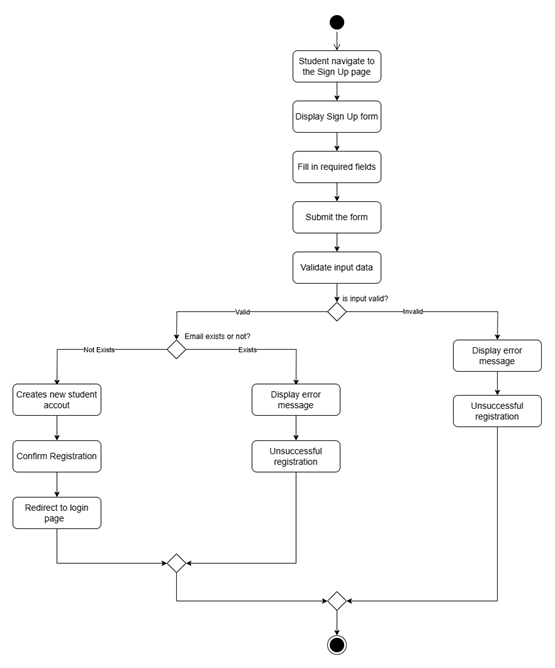 Student navigate to
the Sign Up page
Display Sign Up form
Fill in required fields
Submit the form
Validate input data
is input valid?
Valid
Invalid
Email exists or not?
Not Exists
Exists
Display error
message
Unsuccessful
registration
Creates new student
accout
Confirm Registration
Redirect to login
page
Display error
message
Unsuccessful
registration